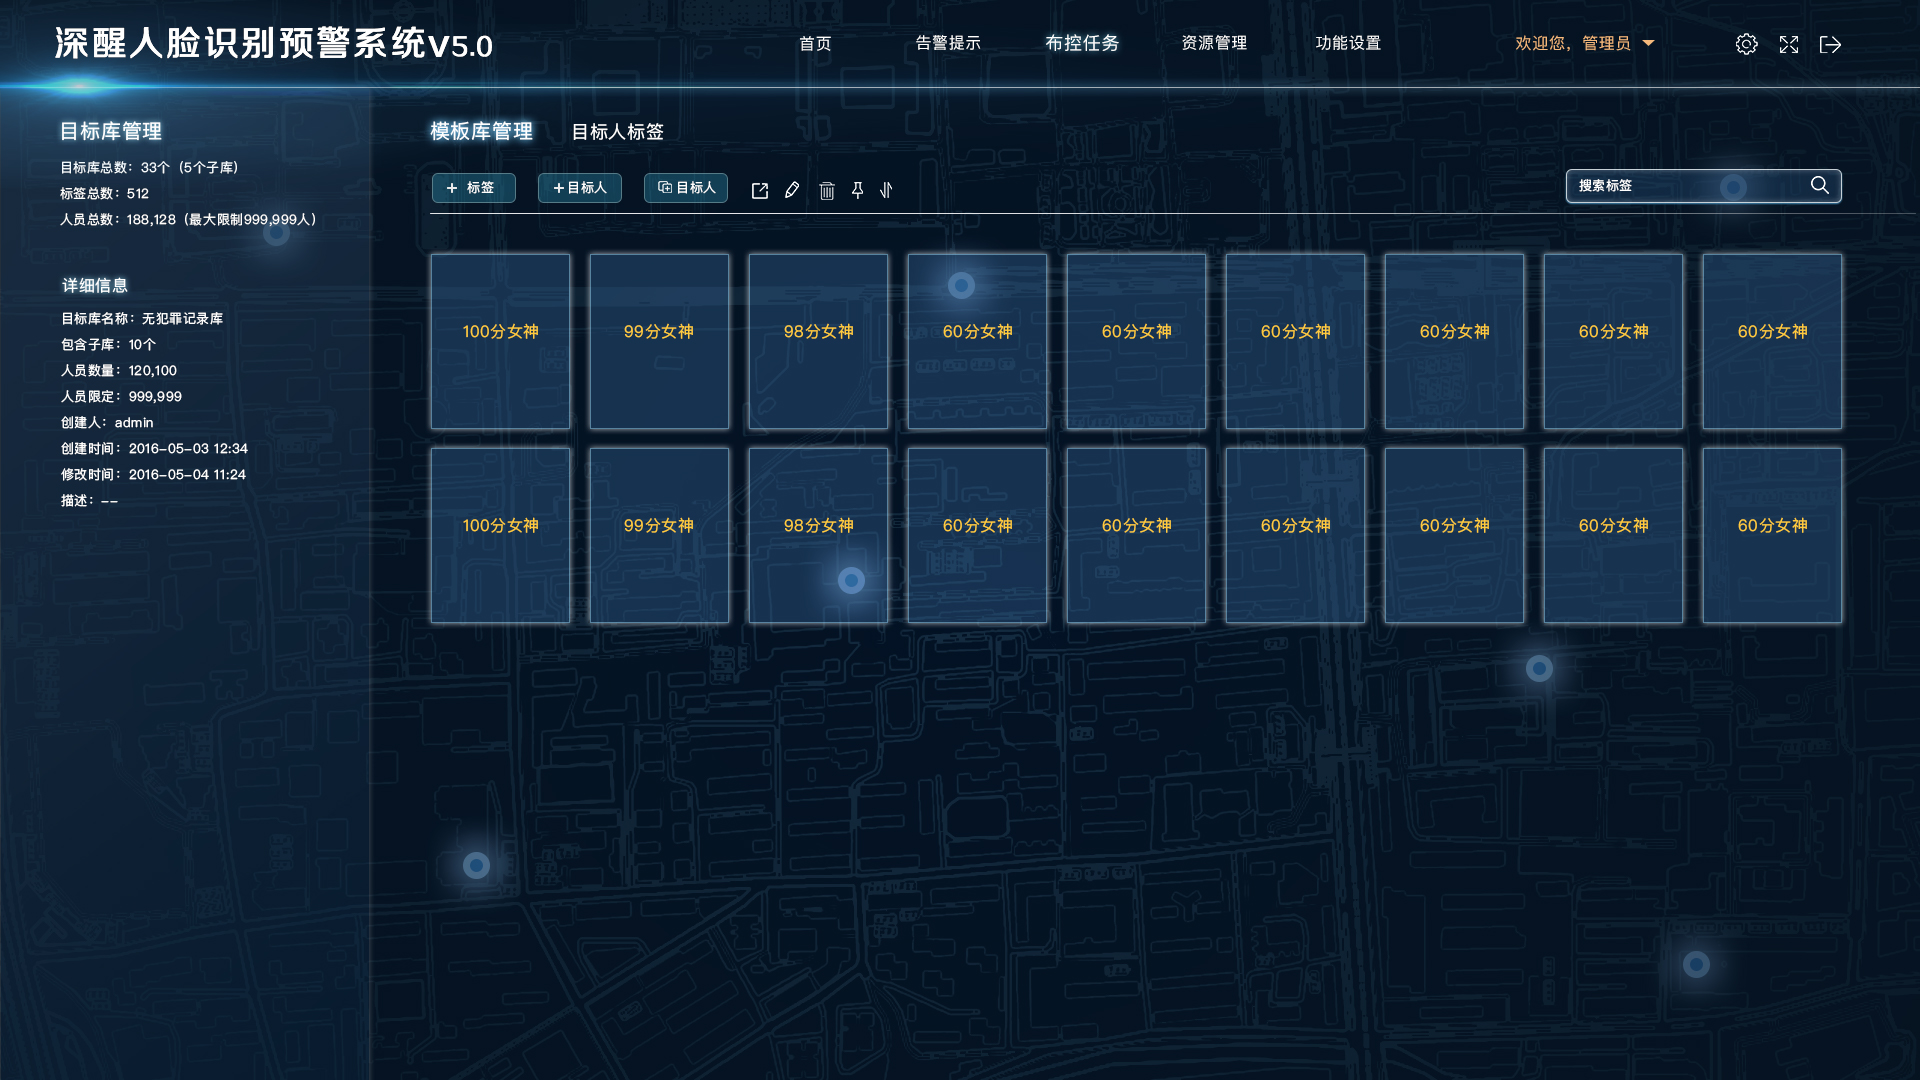 深醒人脸识别预警系统V5.0
首页 告警提示 布控任务 资源管理 功能设置 欢迎您，管理员
目标库管理
目标库总数：33个（5个子库）
标签总数：512
人员总数：188,128（最大限制999,999人）
详细信息
目标库名称：无犯罪记录库
包含子库：10个
人员数量：120,100
人员限定：999,999
创建人：admin
创建时间：2016-05-03 12:34
修改时间：2016-05-04 11:24
描述：--
模板库管理 目标人标签
+ 标签 +目标人 目标人 搜索标签
100分女神 99分女神 98分女神 60分女神 60分女神 60分女神 60分女神 60分女神 60分女神
100分女神 99分女神 98分女神 60分女神 60分女神 60分女神 60分女神 60分女神 60分女神